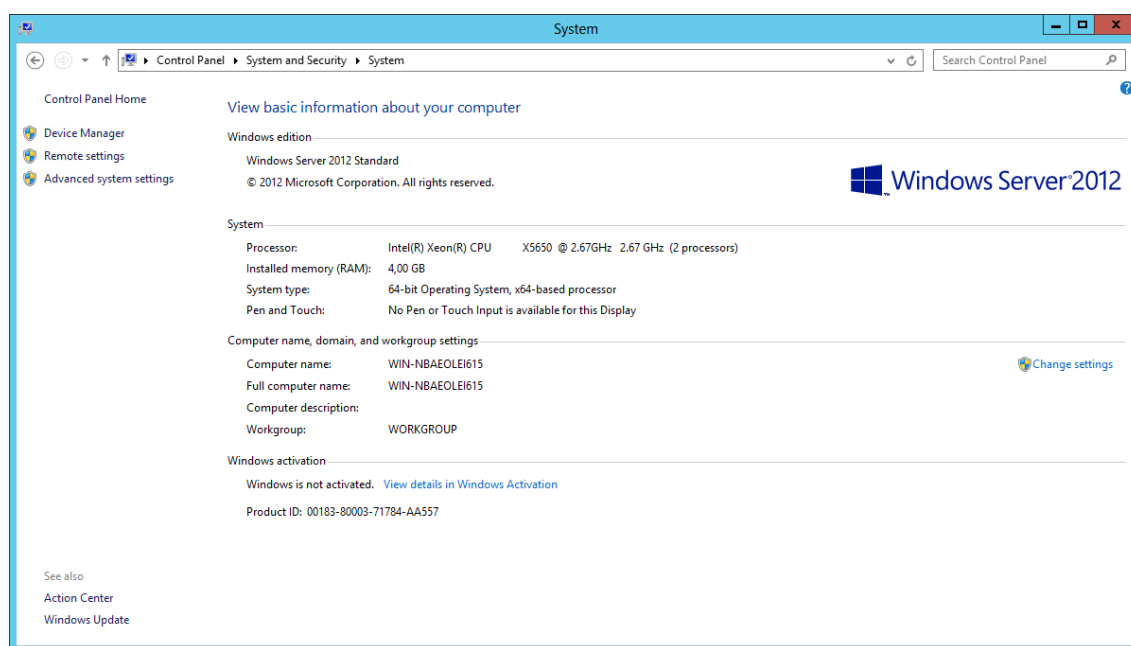 System
Control Panel System and Security System
Search Control Panel
Control Panel Home
Device Manager
Remote settings
Advanced system settings
View basic information about your computer
Windows edition
Windows Server 2012 Standard
© 2012 Microsoft Corporation. All rights reserved.
Windows Server 2012
System
Processor: Intel(R) Xeon(R) CPU X5650 @ 2.67GHz 2.67 GHz (2 processors)
Installed memory (RAM): 4,00 GB
System type: 64-bit Operating System, x64-based processor
Pen and Touch: No Pen or Touch Input is available for this Display
Computer name, domain, and workgroup settings
Computer name: WIN-NBAEOLEI615
Change settings
Full computer name: WIN-NBAEOLEI615
Computer description:
Workgroup: WORKGROUP
Windows activation
Windows is not activated. View details in Windows Activation
Product ID: 00183-80003-71784-AA557
See also
Action Center
Windows Update